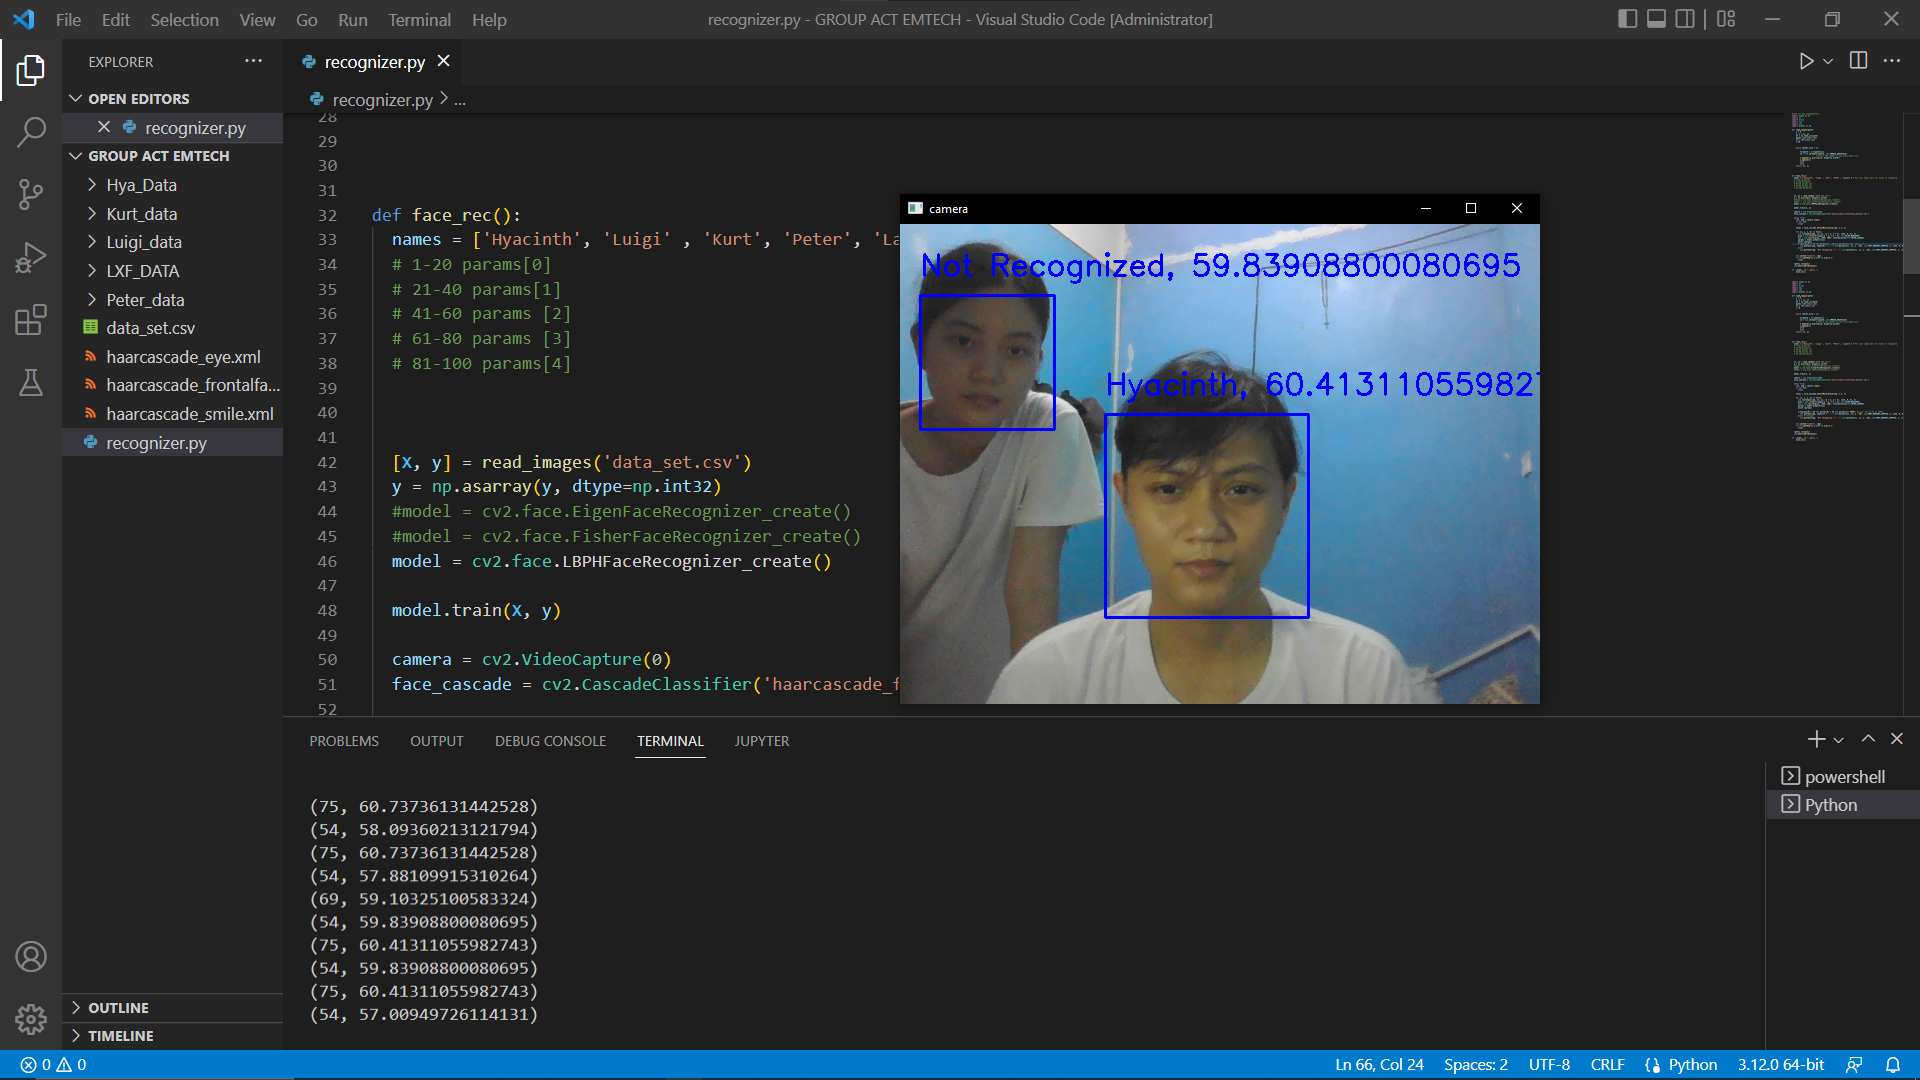 File Edit Selection View Go Run Terminal Help
recognizer.py - GROUP ACT EMTECH - Visual Studio Code [Administrator]
EXPLORER
OPEN EDITORS
recognizer.py
GROUP ACT EMTECH
Hya_Data
Kurt_data
Luigi_data
LXF_DATA
Peter_data
data_set.csv
haarcascade_eye.xml
haarcascade_frontalfa...
haarcascade_smile.xml
recognizer.py
OUTLINE
TIMELINE
recognizer.py
recognizer.py > ...
28
29
30
31
32 def face_rec():
33 names = ['Hyacinth', 'Luigi' , 'Kurt', 'Peter', 'La
34 # 1-20 params[0]
35 # 21-40 params[1]
36 # 41-60 params [2]
37 # 61-80 params [3]
38 # 81-100 params[4]
39
40
41
42 [X, y] = read_images('data_set.csv')
43 y = np.asarray(y, dtype=np.int32)
44 #model = cv2.face.EigenFaceRecognizer_create()
45 #model = cv2.face.FisherFaceRecognizer_create()
46 model = cv2.face.LBPHFaceRecognizer_create()
47
48 model.train(X, y)
49
50 camera = cv2.VideoCapture(0)
51 face_cascade = cv2.CascadeClassifier('haarcascade_f
52
camera
Not Recognized, 59.83908800080695
Hyacinth, 60.41311055982
PROBLEMS OUTPUT DEBUG CONSOLE TERMINAL JUPYTER
(75, 60.73736131442528)
(54, 58.09360213121794)
(75, 60.73736131442528)
(54, 57.88109915310264)
(69, 59.10325100583324)
(54, 59.83908800080695)
(75, 60.41311055982743)
(54, 59.83908800080695)
(75, 60.41311055982743)
(54, 57.00949726114131)
powershell
Python
0 0
Ln 66, Col 24 Spaces: 2 UTF-8 CRLF Python 3.12.0 64-bit